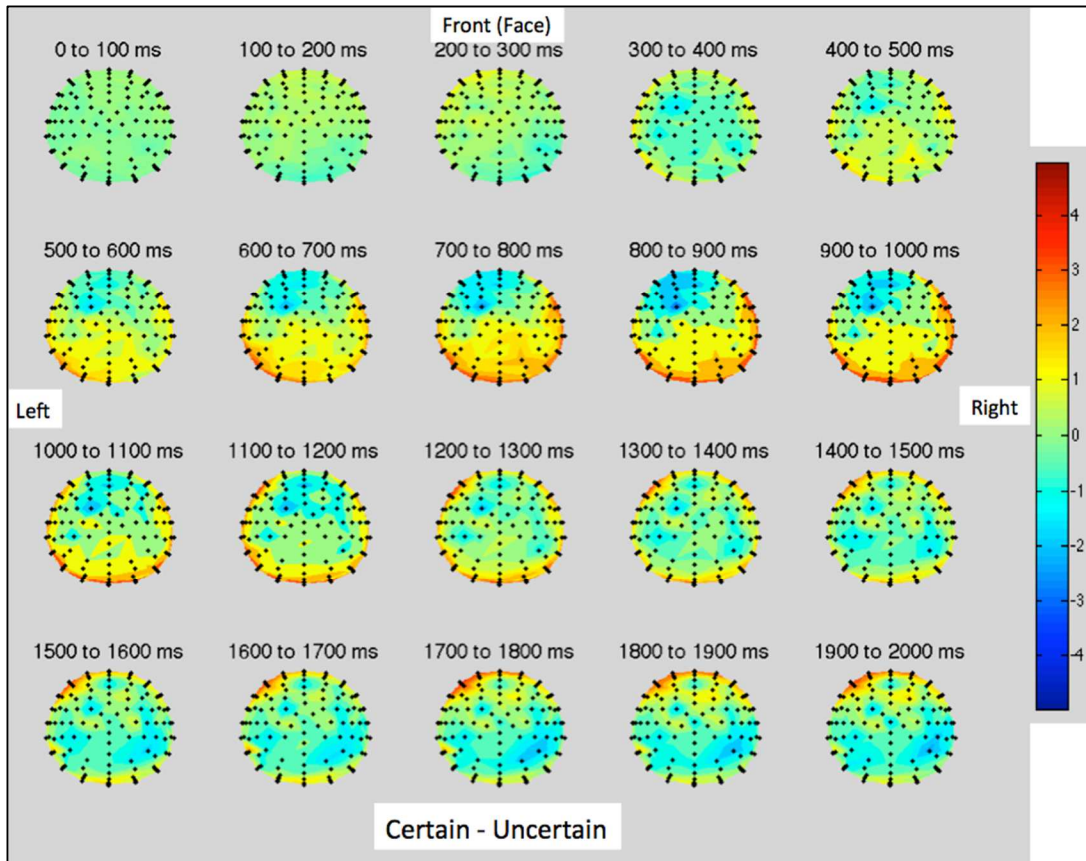 Front (Face)
0 to 100 ms
100 to 200 ms
200 to 300 ms
300 to 400 ms
400 to 500 ms
500 to 600 ms
600 to 700 ms
700 to 800 ms
800 to 900 ms
900 to 1000 ms
Left
Right
1000 to 1100 ms
1100 to 1200 ms
1200 to 1300 ms
1300 to 1400 ms
1400 to 1500 ms
1500 to 1600 ms
1600 to 1700 ms
1700 to 1800 ms
1800 to 1900 ms
1900 to 2000 ms
Certain - Uncertain
4
3
2
1
0
-1
-2
-3
-4